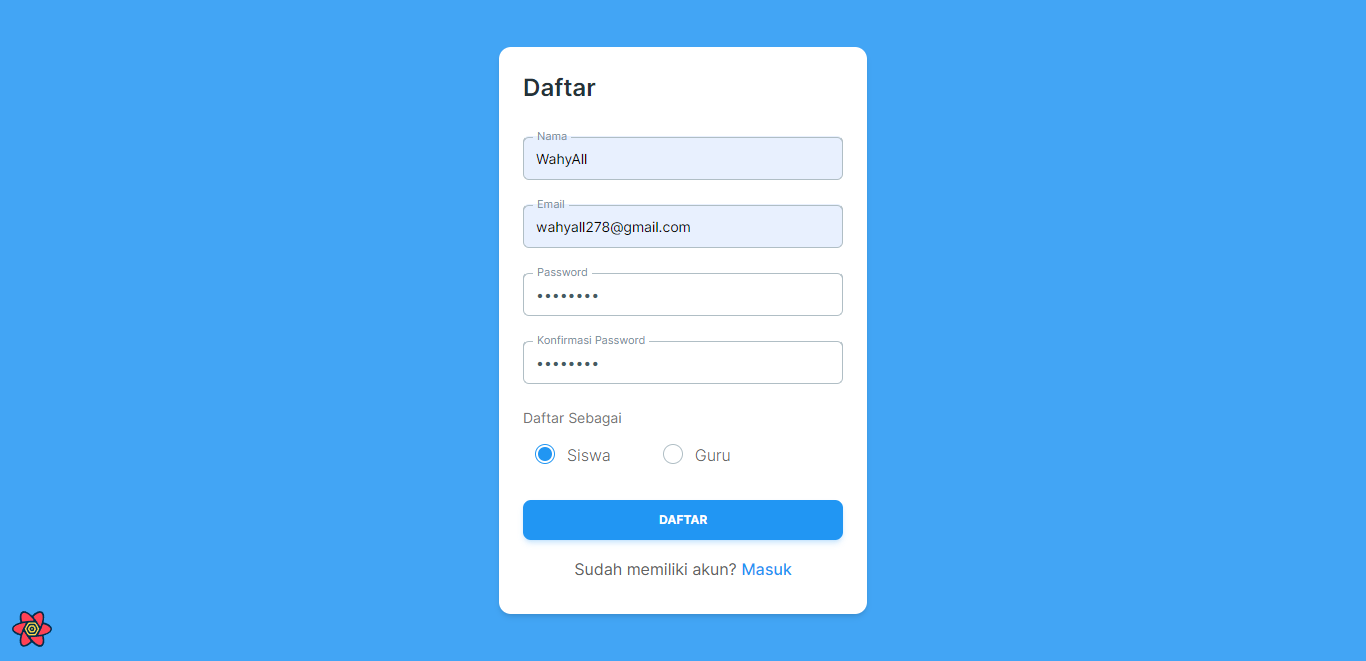 Daftar
Nama
WahyAll
Email
wahyall278@gmail.com
Password
••••••••
Konfirmasi Password
••••••••
Daftar Sebagai
Siswa Guru
DAFTAR
Sudah memiliki akun? Masuk